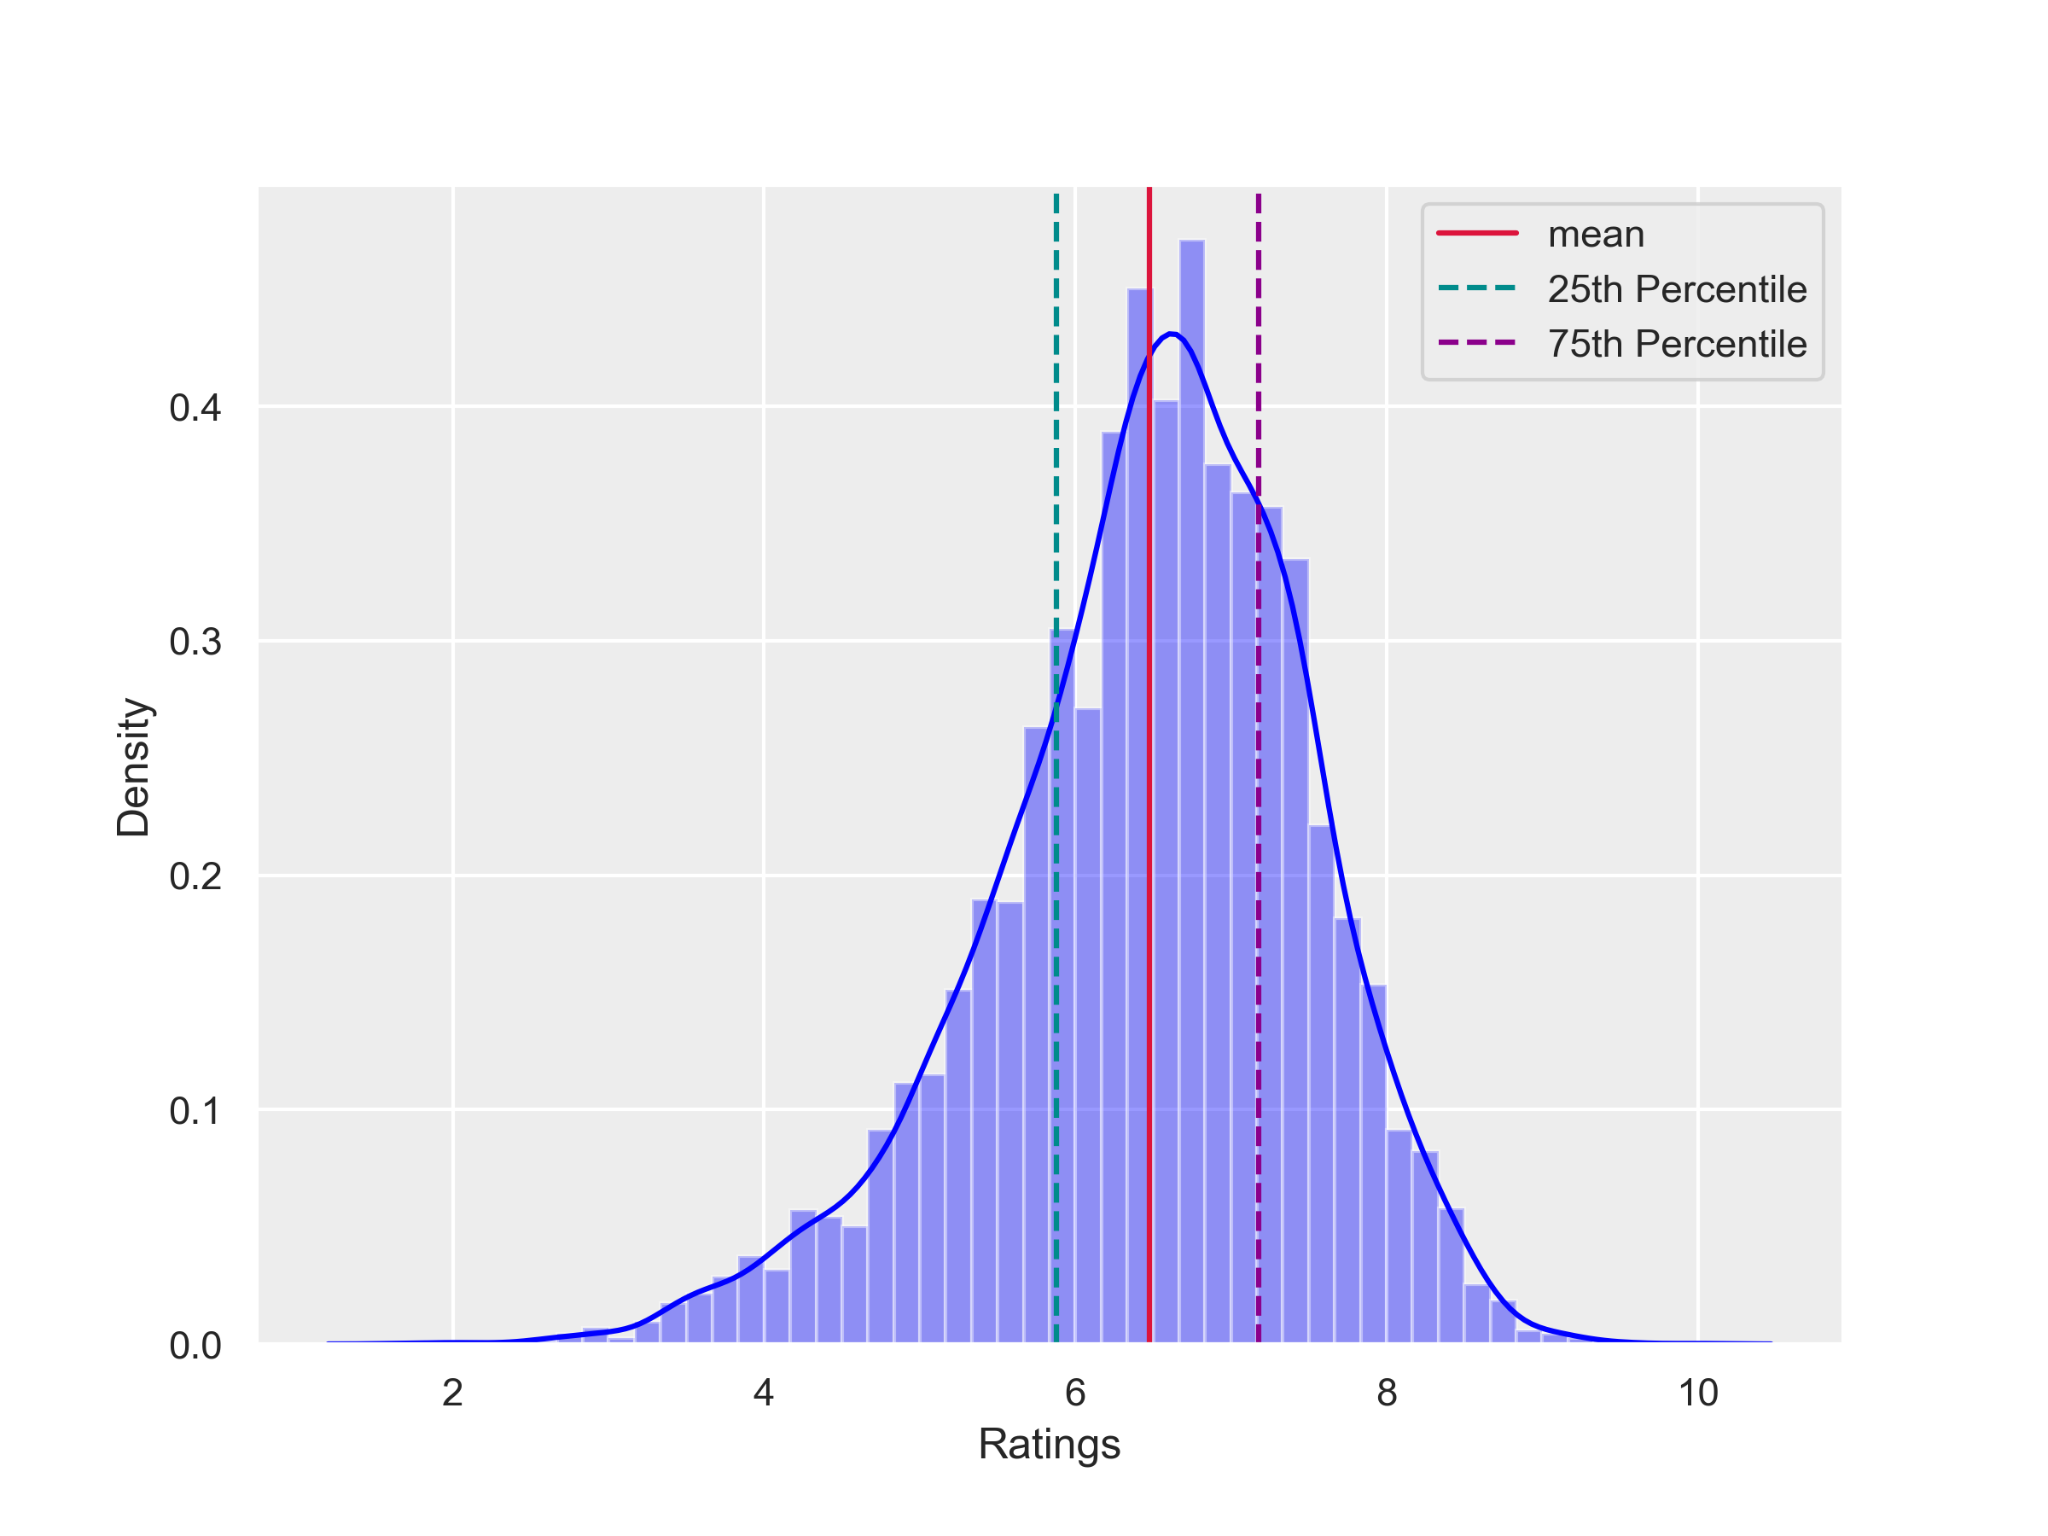 mean
25th Percentile
75th Percentile
0.4
0.3
0.2
0.1
0.0
Density
2 4 6 8 10
Ratings